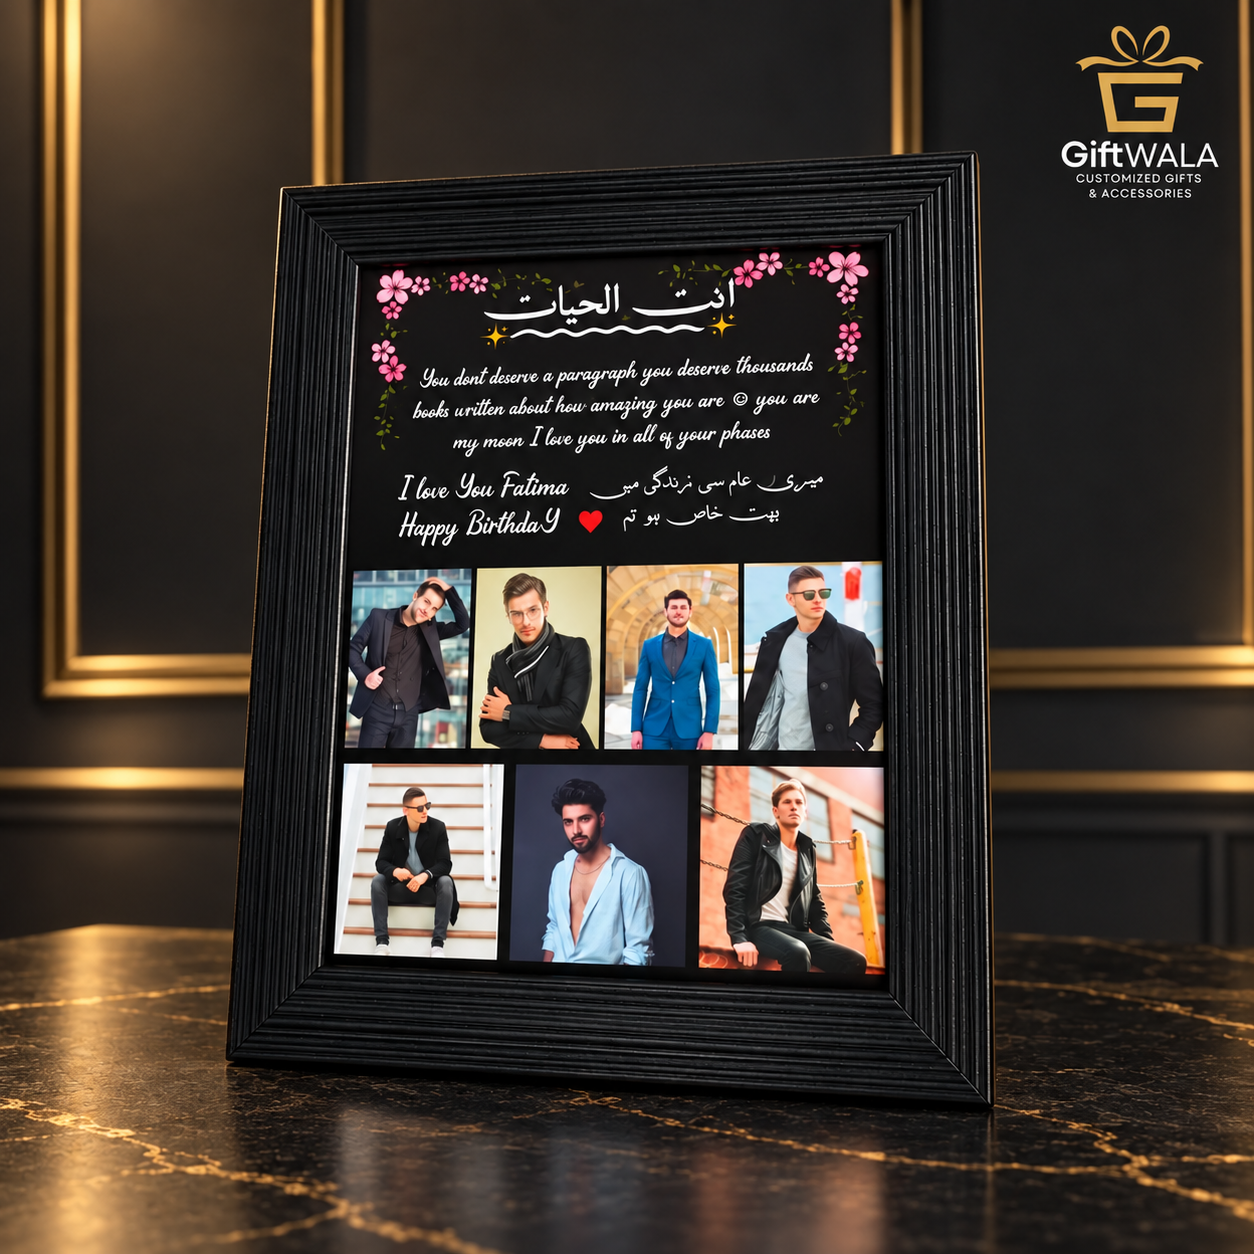 GiftWALA
CUSTOMIZED GIFTS
& ACCESSORIES
انت الحيات
You dont deserve a paragraph you deserve thousands
books written about how amazing you are ☺ you are
my moon I love you in all of your phases
I love You Fatima
Happy BirthdaY ❤
میری عام سی زندگی میں
بہت خاص ہو تم